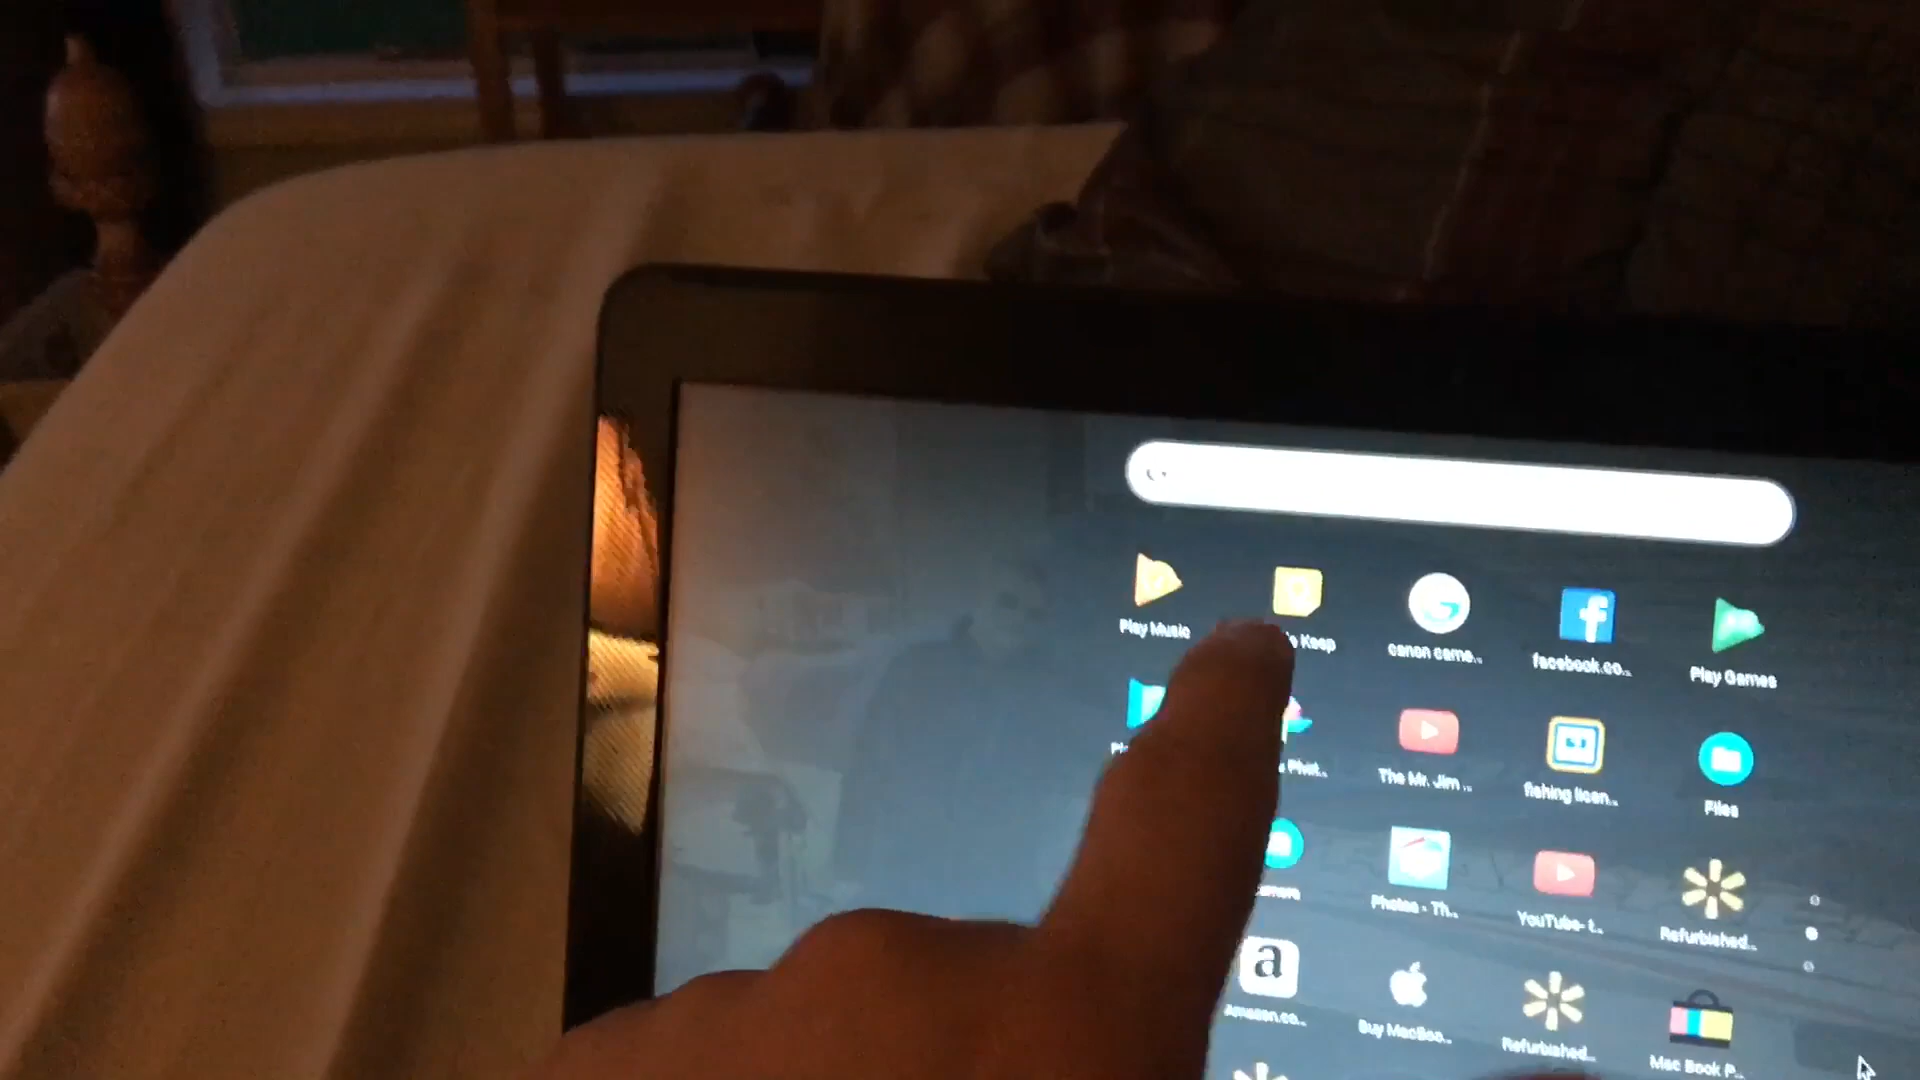 Play Music
Keep
canon came...
facebook.co...
Play Games
Phot...
The Mr. Jim ...
fishing licen...
Files
Photos - Th...
YouTube- t...
Refurbished...
a
Amazon.co...
Buy MacBoo...
Refurbished...
Mac Book P...